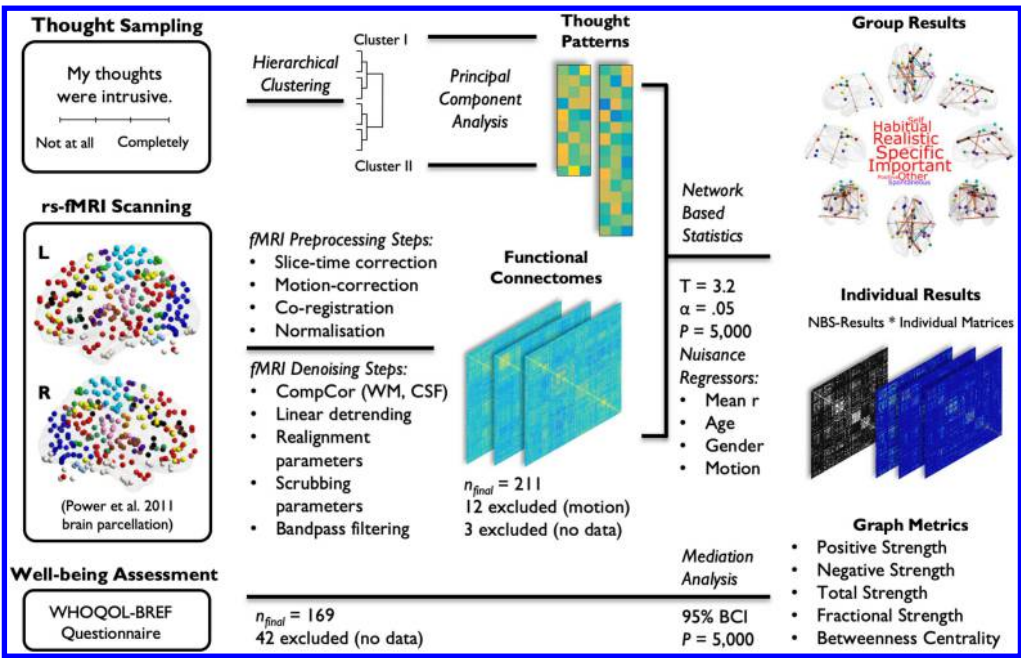 Thought Sampling
My thoughts
were intrusive.
Not at all Completely
Hierarchical
Clustering
Cluster I
Cluster II
Principal
Component
Analysis
Thought
Patterns
rs-fMRI Scanning
L
R
(Power et al. 2011
brain parcellation)
fMRI Preprocessing Steps:
• Slice-time correction
• Motion-correction
• Co-registration
• Normalisation
fMRI Denoising Steps:
• CompCor (WM, CSF)
• Linear detrending
• Realignment
parameters
• Scrubbing
parameters
• Bandpass filtering
Functional
Connectomes
nfinal = 211
12 excluded (motion)
3 excluded (no data)
Network
Based
Statistics
T = 3.2
α = .05
P = 5,000
Nuisance
Regressors:
• Mean r
• Age
• Gender
• Motion
Well-being Assessment
WHOQOL-BREF
Questionnaire
nfinal = 169
42 excluded (no data)
Mediation
Analysis
95% BCI
P = 5,000
Group Results
Self
Habitual
Realistic
Specific
Important
Positive Other
Spontaneous
Individual Results
NBS-Results * Individual Matrices
Graph Metrics
• Positive Strength
• Negative Strength
• Total Strength
• Fractional Strength
• Betweenness Centrality